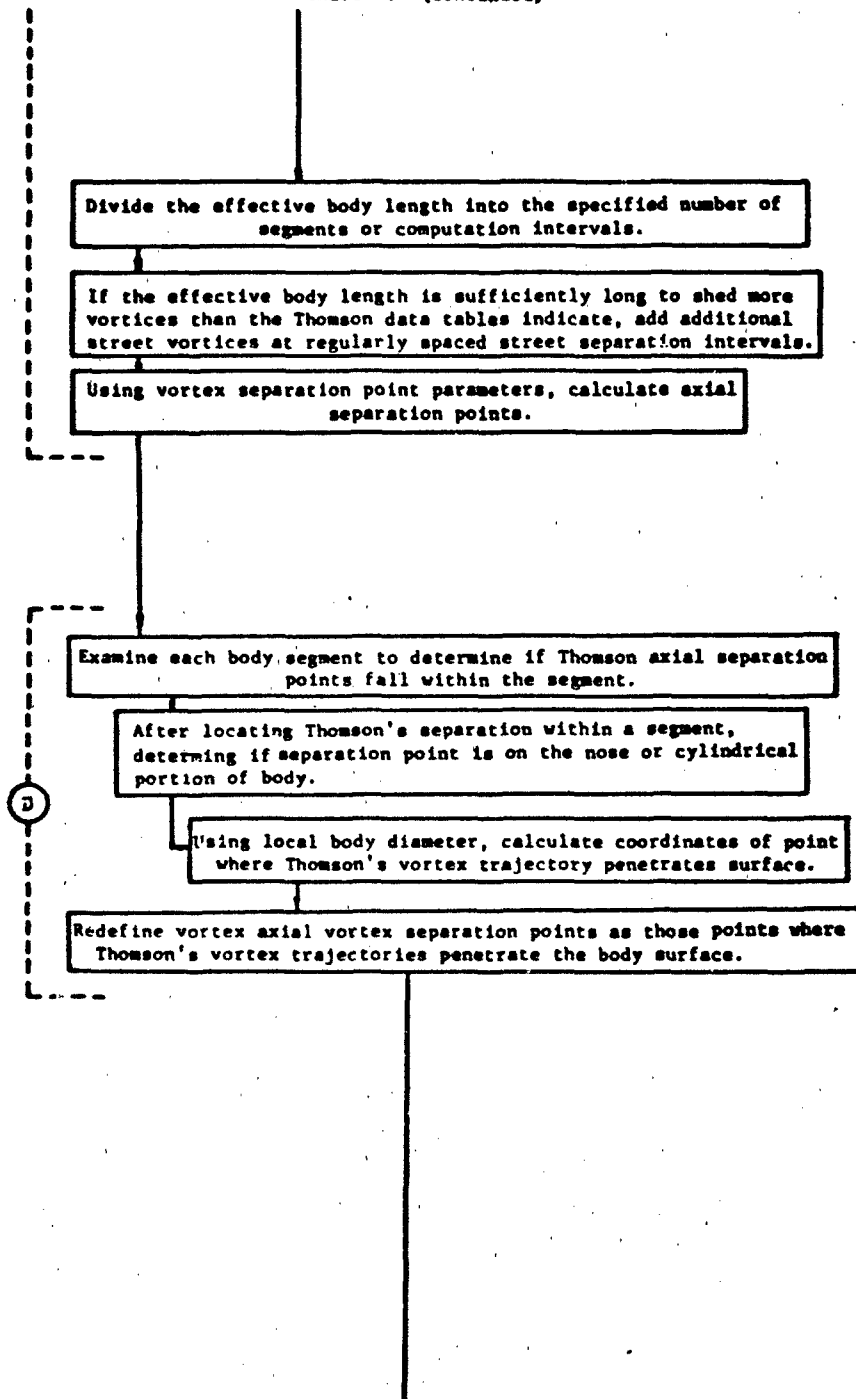 Divide the effective body length into the specified number of
segments or computation intervals.
If the effective body length is sufficiently long to shed more
vortices than the Thomson data tables indicate, add additional
street vortices at regularly spaced street separation intervals.
Using vortex separation point parameters, calculate axial
separation points.
Examine each body segment to determine if Thomson axial separation
points fall within the segment.
After locating Thomson's separation within a segment,
determing if separation point is on the nose or cylindrical
portion of body.
Using local body diameter, calculate coordinates of point
where Thomson's vortex trajectory penetrates surface.
Redefine vortex axial vortex separation points as those points where
Thomson's vortex trajectories penetrate the body surface.